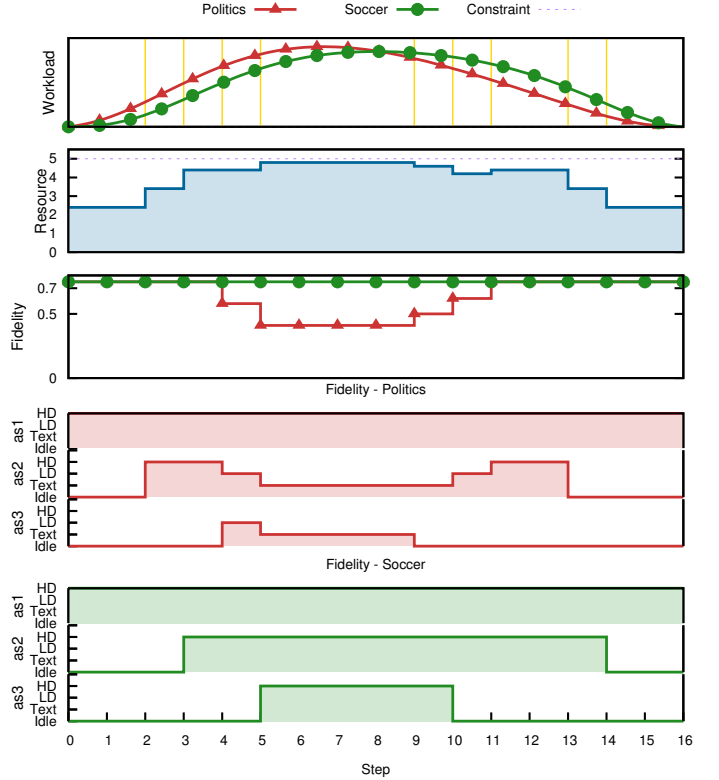 Politics Soccer Constraint
Workload
Resource
5
4
3
2
1
0
Fidelity
0.7
0.5
0
Fidelity - Politics
as1
HD
LD
Text
Idle
as2
HD
LD
Text
Idle
as3
HD
LD
Text
Idle
Fidelity - Soccer
as1
HD
LD
Text
Idle
as2
HD
LD
Text
Idle
as3
HD
LD
Text
Idle
0 1 2 3 4 5 6 7 8 9 10 11 12 13 14 15 16
Step